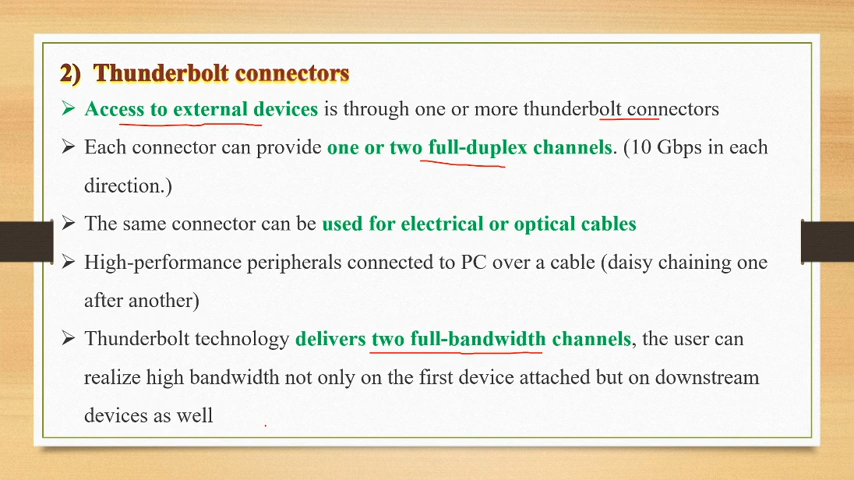 2) Thunderbolt connectors
➢ Access to external devices is through one or more thunderbolt connectors
➢ Each connector can provide one or two full-duplex channels. (10 Gbps in each
direction.)
➢ The same connector can be used for electrical or optical cables
➢ High-performance peripherals connected to PC over a cable (daisy chaining one
after another)
➢ Thunderbolt technology delivers two full-bandwidth channels, the user can
realize high bandwidth not only on the first device attached but on downstream
devices as well